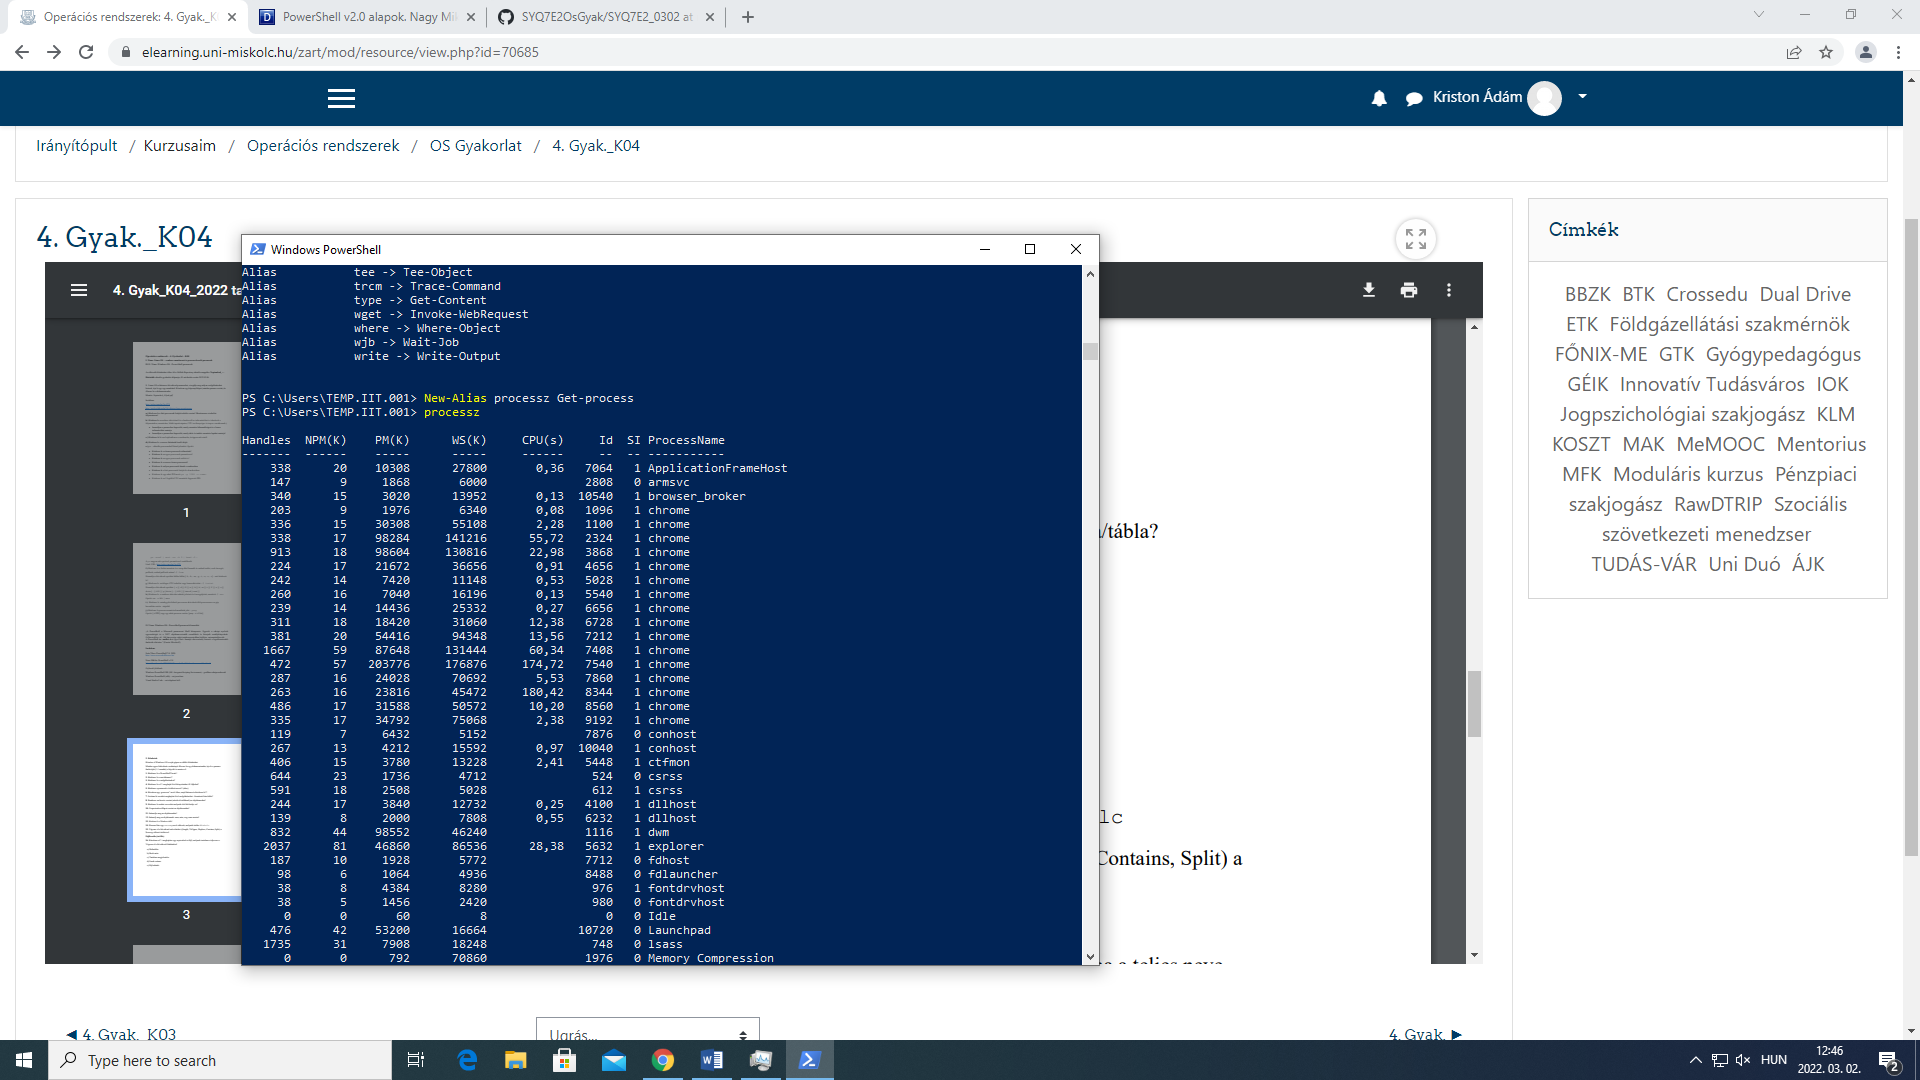 Operációs rendszerek: 4. Gyak._K
PowerShell v2.0 alapok. Nagy Mi
SYQ7E2OsGyak/SYQ7E2_0302 at
elearning.uni-miskolc.hu/zart/mod/resource/view.php?id=70685
Kriston Ádám
Irányítópult / Kurzusaim / Operációs rendszerek / OS Gyakorlat / 4. Gyak._K04
4. Gyak._K04
4. Gyak_K04_2022 ta
1
2
3
Windows PowerShell
Alias tee -> Tee-Object
Alias trcm -> Trace-Command
Alias type -> Get-Content
Alias wget -> Invoke-WebRequest
Alias where -> Where-Object
Alias wjb -> Wait-Job
Alias write -> Write-Output
PS C:\Users\TEMP.IIT.001> New-Alias processz Get-process
PS C:\Users\TEMP.IIT.001> processz
Handles NPM(K) PM(K) WS(K) CPU(s) Id SI ProcessName
------- ------ ----- ----- ------ -- -- -----------
338 20 10308 27800 0,36 7064 1 ApplicationFrameHost
147 9 1868 6000 2808 0 armsvc
340 15 3020 13952 0,13 10540 1 browser_broker
203 9 1976 6340 0,08 1096 1 chrome
336 15 30308 55108 2,28 1100 1 chrome
338 17 98284 141216 55,72 2324 1 chrome
913 18 98604 130816 22,98 3868 1 chrome
224 17 21672 36656 0,91 4656 1 chrome
242 14 7420 11148 0,53 5028 1 chrome
260 16 7040 16196 0,13 5540 1 chrome
239 14 14436 25332 0,27 6656 1 chrome
311 18 18420 31060 12,38 6728 1 chrome
381 20 54416 94348 13,56 7212 1 chrome
1667 59 87648 131444 60,34 7408 1 chrome
472 57 203776 176876 174,72 7540 1 chrome
287 16 24028 70692 5,53 7860 1 chrome
263 16 23816 45472 180,42 8344 1 chrome
486 17 31588 50572 10,20 8560 1 chrome
335 17 34792 75068 2,38 9192 1 chrome
119 7 6432 5152 7876 0 conhost
267 13 4212 15592 0,97 10040 1 conhost
406 15 3780 13228 2,41 5448 1 ctfmon
644 23 1736 4712 524 0 csrss
591 18 2508 5028 612 1 csrss
244 17 3840 12732 0,25 4100 1 dllhost
139 8 2000 7808 0,55 6232 1 dllhost
832 44 98552 46240 1116 1 dwm
2037 81 46860 86536 28,38 5632 1 explorer
187 10 1928 5772 7712 0 fdhost
98 6 1064 4936 8488 0 fdlauncher
38 8 4384 8280 976 1 fontdrvhost
38 5 1456 2420 980 0 fontdrvhost
0 0 60 8 0 0 Idle
476 42 53200 16664 10720 0 Launchpad
1735 31 7908 18248 748 0 lsass
0 0 792 70860 1976 0 Memory Compression
/tábla?
lc
Contains, Split) a
a teljes neve
Címkék
BBZK BTK Crossedu Dual Drive
ETK Földgázellátási szakmérnök
FŐNIX-ME GTK Gyógypedagógus
GÉIK Innovatív Tudásváros IOK
Jogpszichológiai szakjogász KLM
KOSZT MAK MeMOOC Mentorius
MFK Moduláris kurzus Pénzpiaci
szakjogász RawDTRIP Szociális
szövetkezeti menedzser
TUDÁS-VÁR Uni Duó ÁJK
◀ 4. Gyak._K03
Ugrás...
4. Gyak. ▶
Type here to search
HUN
12:46
2022. 03. 02.
2